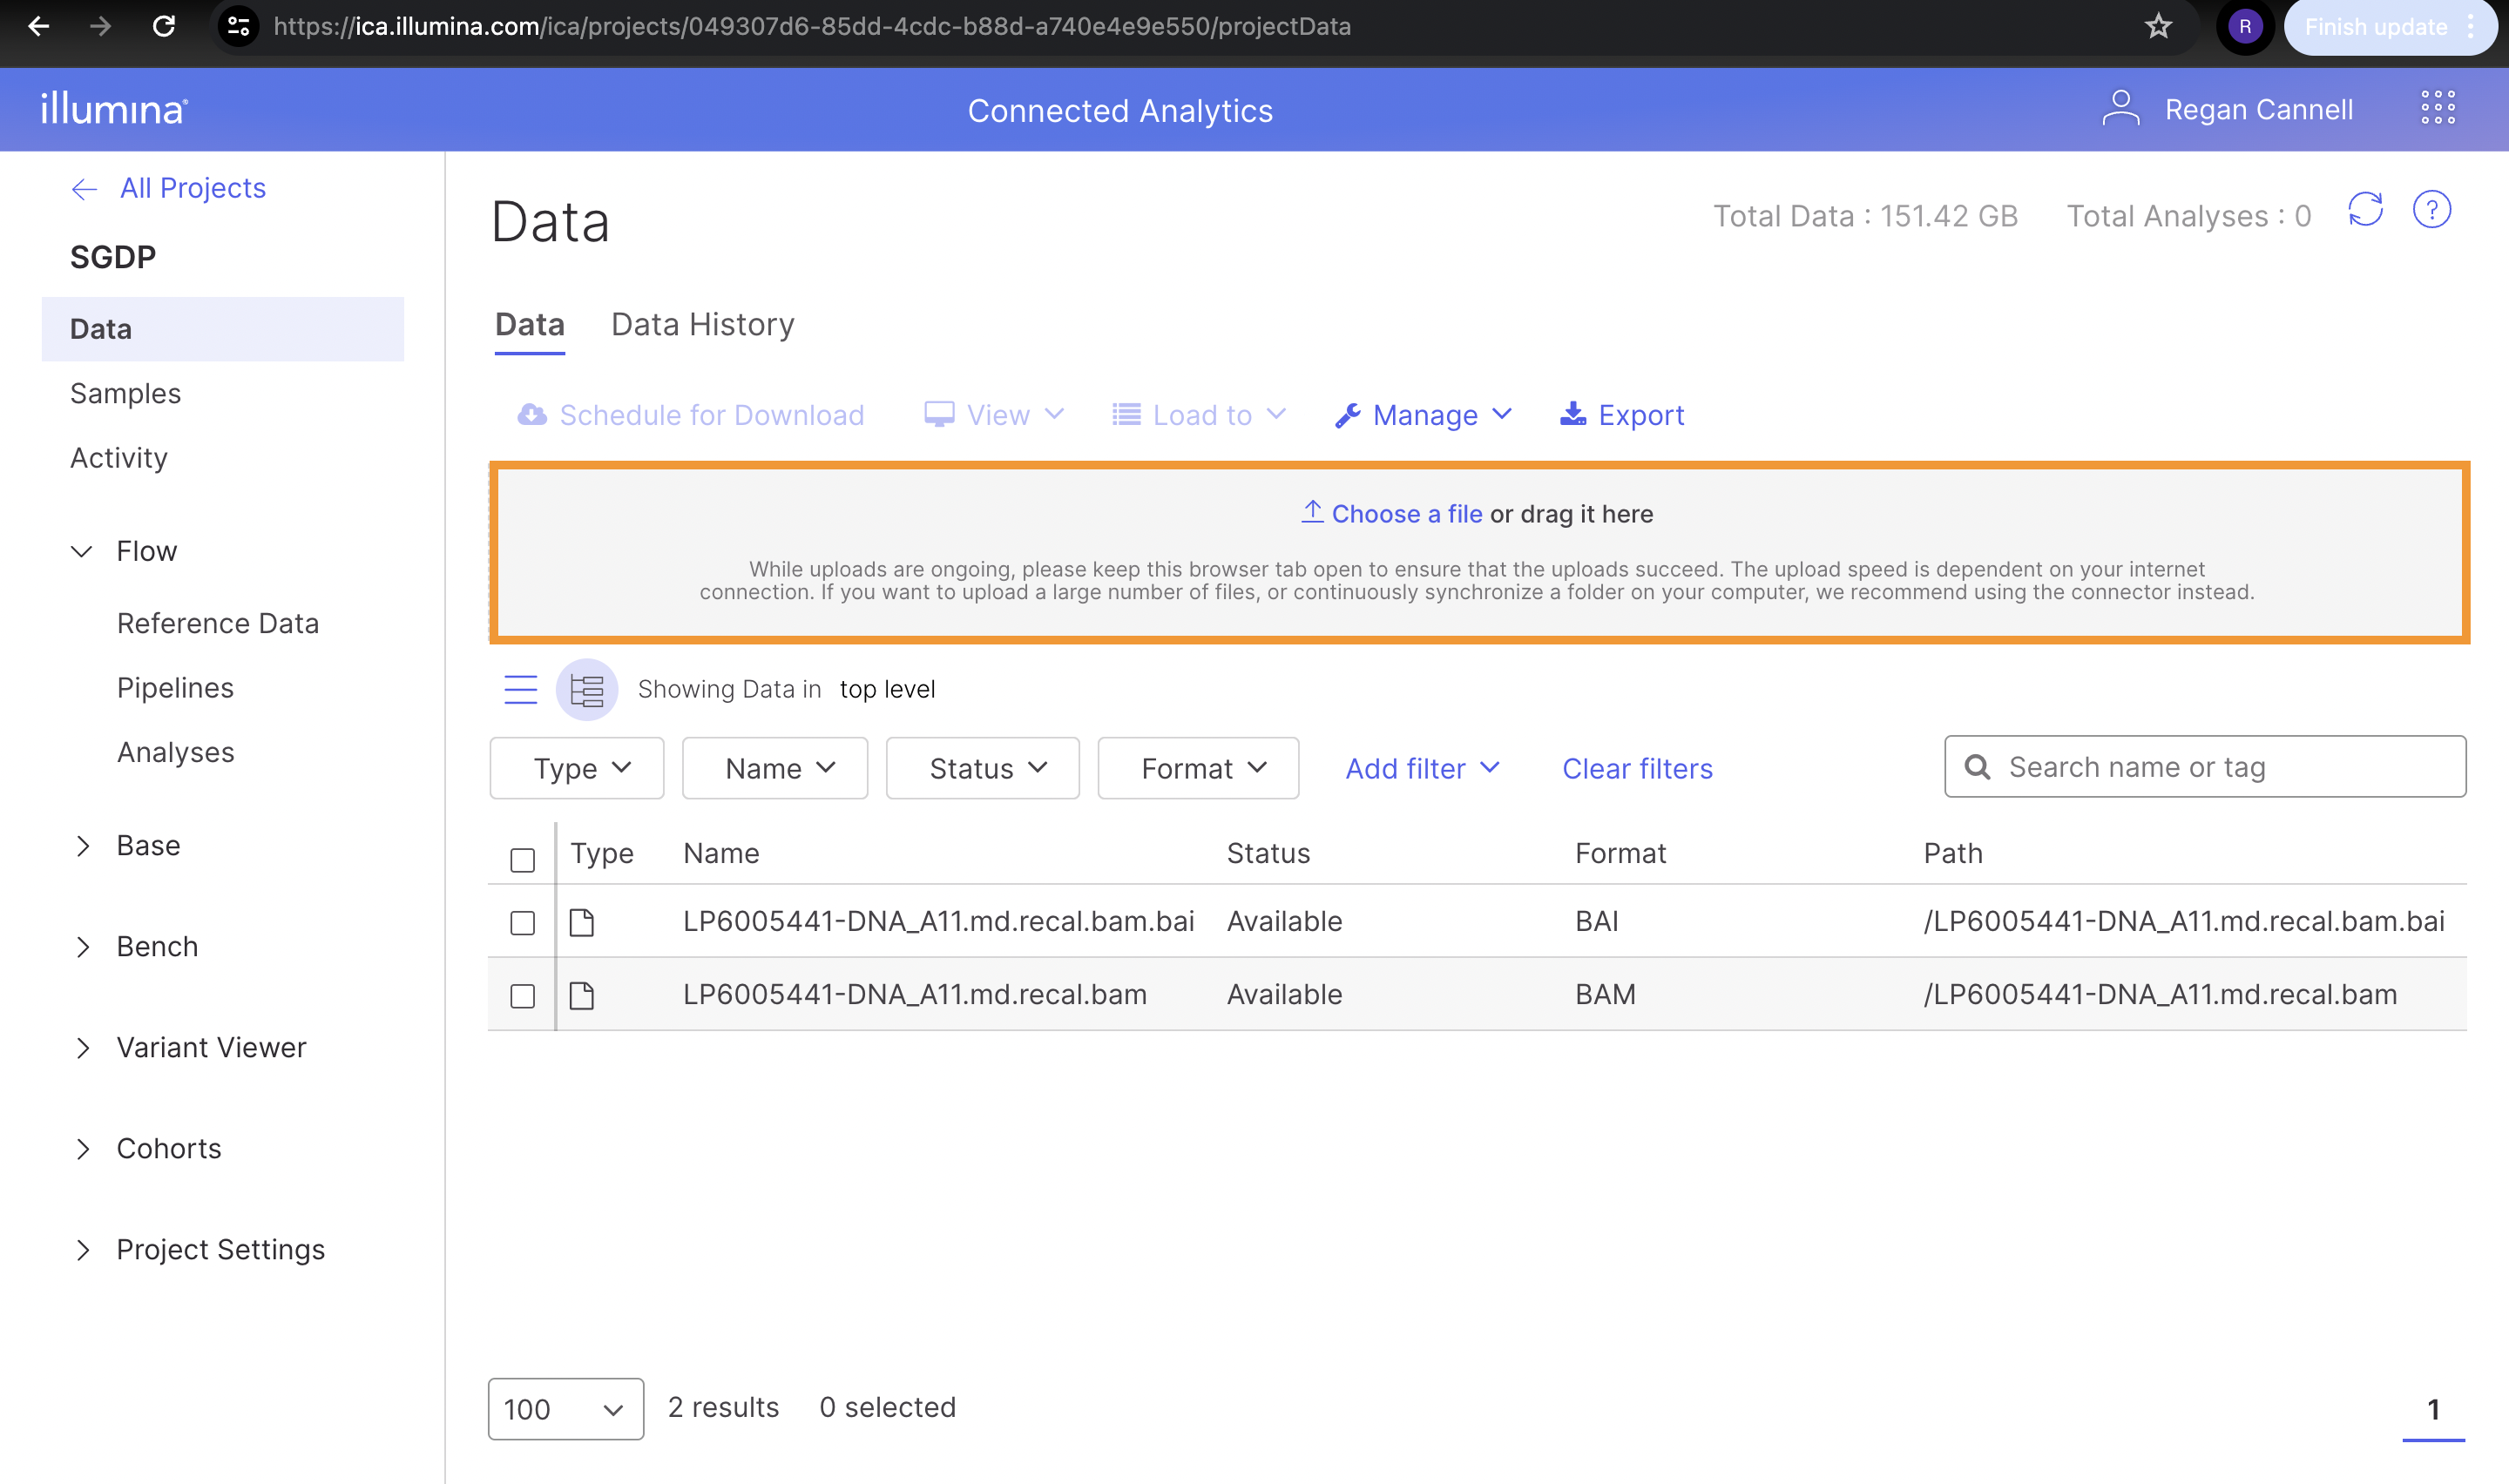 https://ica.illumina.com/ica/projects/049307d6-85dd-4cdc-b88d-a740e4e9e550/projectData
R
Finish update
illumina®
Connected Analytics
Regan Cannell
All Projects
SGDP
Data
Samples
Activity
Flow
Reference Data
Pipelines
Analyses
Base
Bench
Variant Viewer
Cohorts
Project Settings
Data
Total Data : 151.42 GB
Total Analyses : 0
?
Data Data History
Schedule for Download View Load to Manage Export
Choose a file or drag it here
While uploads are ongoing, please keep this browser tab open to ensure that the uploads succeed. The upload speed is dependent on your internet
connection. If you want to upload a large number of files, or continuously synchronize a folder on your computer, we recommend using the connector instead.
Showing Data in top level
Type Name Status Format Add filter Clear filters Search name or tag
Type Name Status Format Path
LP6005441-DNA_A11.md.recal.bam.bai Available BAI /LP6005441-DNA_A11.md.recal.bam.bai
LP6005441-DNA_A11.md.recal.bam Available BAM /LP6005441-DNA_A11.md.recal.bam
100 2 results 0 selected 1